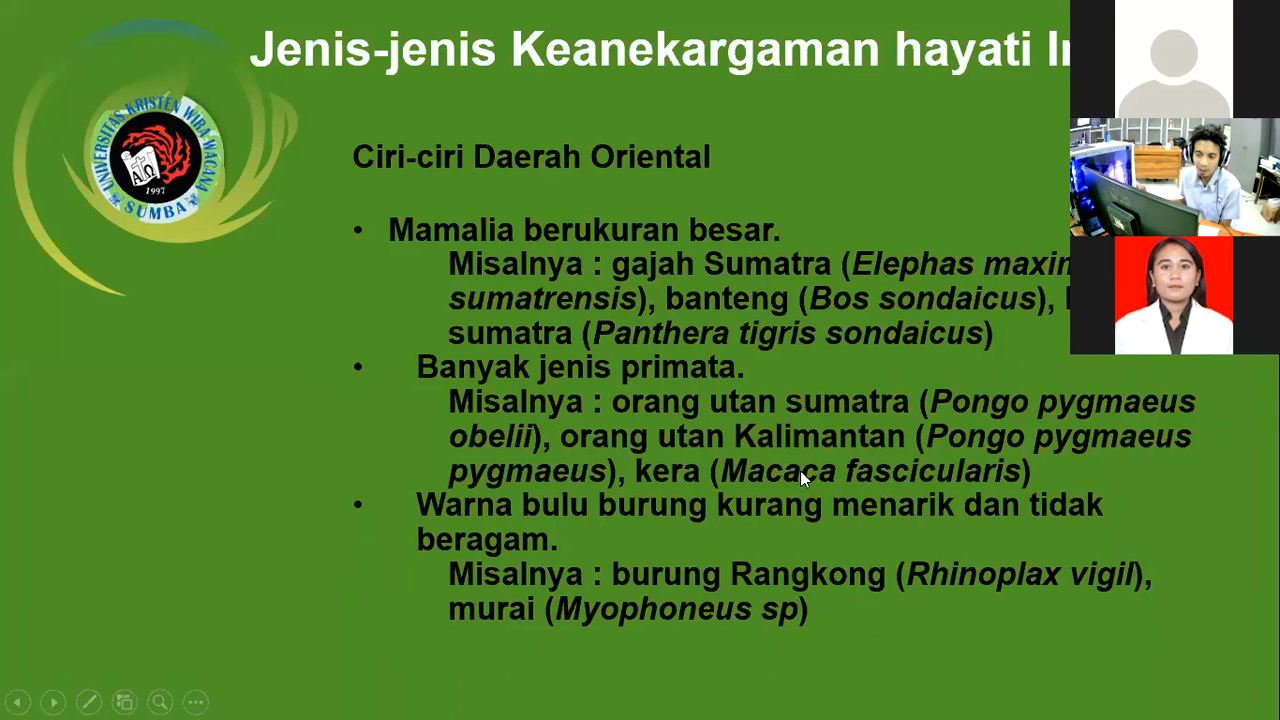 Jenis-jenis Keanekargaman hayati
UNIVERSITAS KRISTEN WIRA WACANA
ΑΩ
1997
SUMBA
Ciri-ciri Daerah Oriental
• Mamalia berukuran besar.
Misalnya : gajah Sumatra (Elephas
sumatrensis), banteng (Bos sondaicus),
sumatra (Panthera tigris sondaicus)
• Banyak jenis primata.
Misalnya : orang utan sumatra (Pongo pygmaeus
obelii), orang utan Kalimantan (Pongo pygmaeus
pygmaeus), kera (Macaca fascicularis)
• Warna bulu burung kurang menarik dan tidak
beragam.
Misalnya : burung Rangkong (Rhinoplax vigil),
murai (Myophoneus sp)